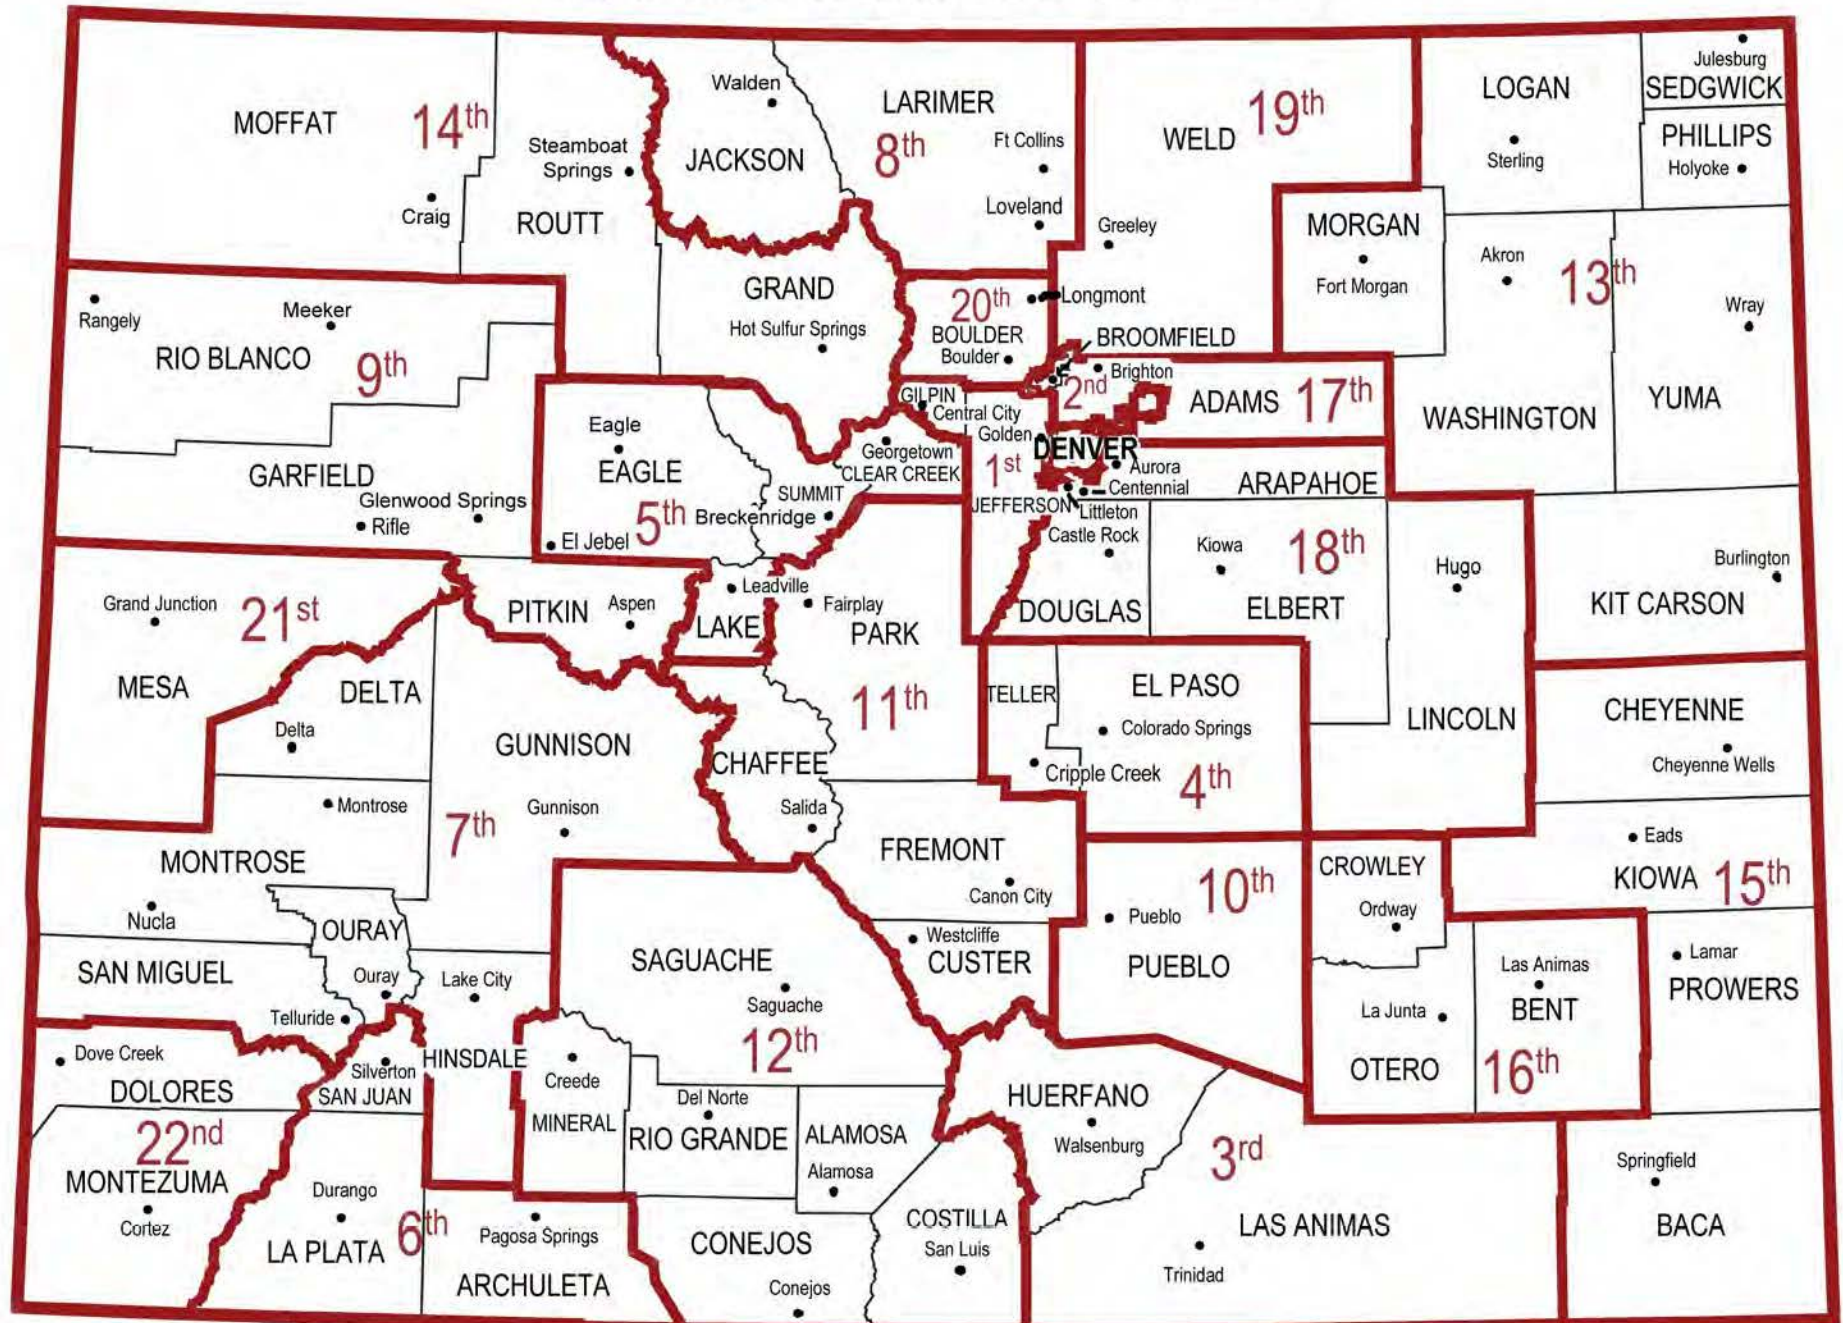 MOFFAT
14th
Craig
Steamboat
Springs
ROUTT
Walden
JACKSON
LARIMER
8th
Ft Collins
Loveland
WELD
19th
Greeley
LOGAN
Sterling
Julesburg
SEDGWICK
PHILLIPS
Holyoke
MORGAN
Fort Morgan
Akron
13th
Wray
WASHINGTON
YUMA
Rangely
Meeker
RIO BLANCO
9th
GRAND
Hot Sulfur Springs
20th
Longmont
BOULDER
Boulder
BROOMFIELD
2nd
Brighton
ADAMS
17th
GILPIN
Central City
Golden
DENVER
Georgetown
CLEAR CREEK
1st
Aurora
Centennial
ARAPAHOE
JEFFERSON
Littleton
GARFIELD
Glenwood Springs
Rifle
Eagle
EAGLE
5th
El Jebel
SUMMIT
Breckenridge
Castle Rock
DOUGLAS
Kiowa
18th
ELBERT
Hugo
LINCOLN
Burlington
KIT CARSON
Grand Junction
21st
MESA
PITKIN
Aspen
Leadville
LAKE
Fairplay
PARK
11th
DELTA
Delta
GUNNISON
Gunnison
7th
CHAFFEE
Salida
TELLER
Cripple Creek
EL PASO
Colorado Springs
4th
CHEYENNE
Cheyenne Wells
Montrose
MONTROSE
Nucla
OURAY
Ouray
FREMONT
Canon City
10th
Pueblo
PUEBLO
CROWLEY
Ordway
Eads
KIOWA
15th
SAN MIGUEL
Telluride
Lake City
HINSDALE
SAGUACHE
Saguache
12th
Westcliffe
CUSTER
La Junta
OTERO
Las Animas
BENT
16th
Lamar
PROWERS
Dove Creek
DOLORES
22nd
MONTEZUMA
Cortez
Silverton
SAN JUAN
Creede
MINERAL
Del Norte
RIO GRANDE
ALAMOSA
Alamosa
HUERFANO
Walsenburg
3rd
Durango
LA PLATA
6th
Pagosa Springs
ARCHULETA
CONEJOS
Conejos
COSTILLA
San Luis
LAS ANIMAS
Trinidad
Springfield
BACA